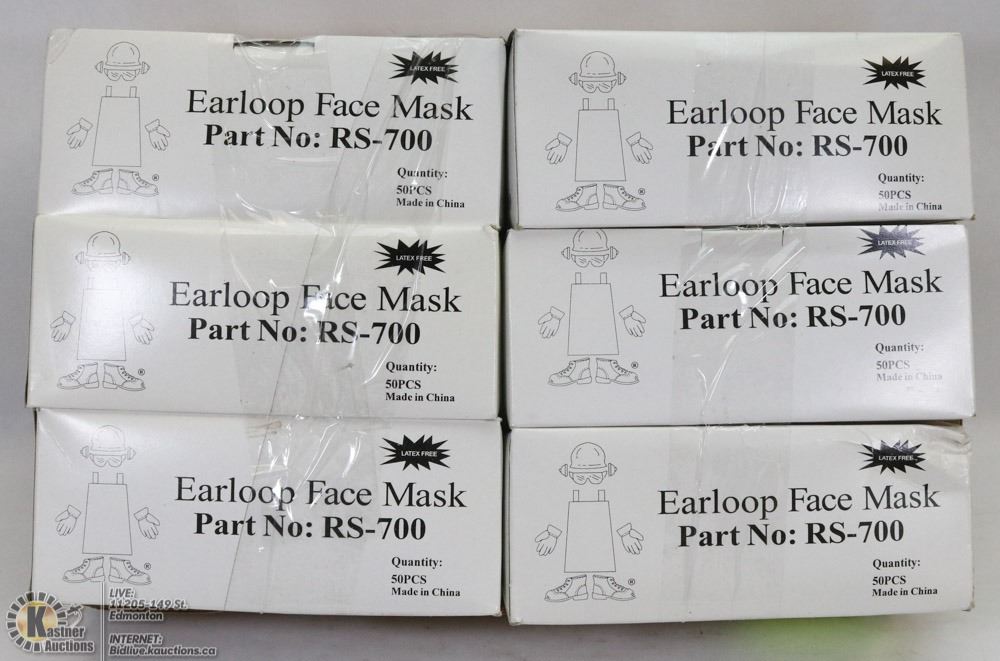 LATEX FREE
Earloop Face Mask
Part No: RS-700
Quantity:
50PCS
Made in China
®
LATEX FREE
Earloop Face Mask
Part No: RS-700
Quantity:
50PCS
Made in China
®
LATEX FREE
Earloop Face Mask
Part No: RS-700
Quantity:
50PCS
Made in China
®
LATEX FREE
Earloop Face Mask
Part No: RS-700
Quantity:
50PCS
Made in China
®
LATEX FREE
Earloop Face Mask
Part No: RS-700
Quantity:
50PCS
Made in China
®
LATEX FREE
Earloop Face Mask
Part No: RS-700
Quantity:
50PCS
Made in China
®
K
Kastner
Auctions
LIVE:
11205-149 St.
Edmonton
INTERNET:
Bidlive.kauctions.ca